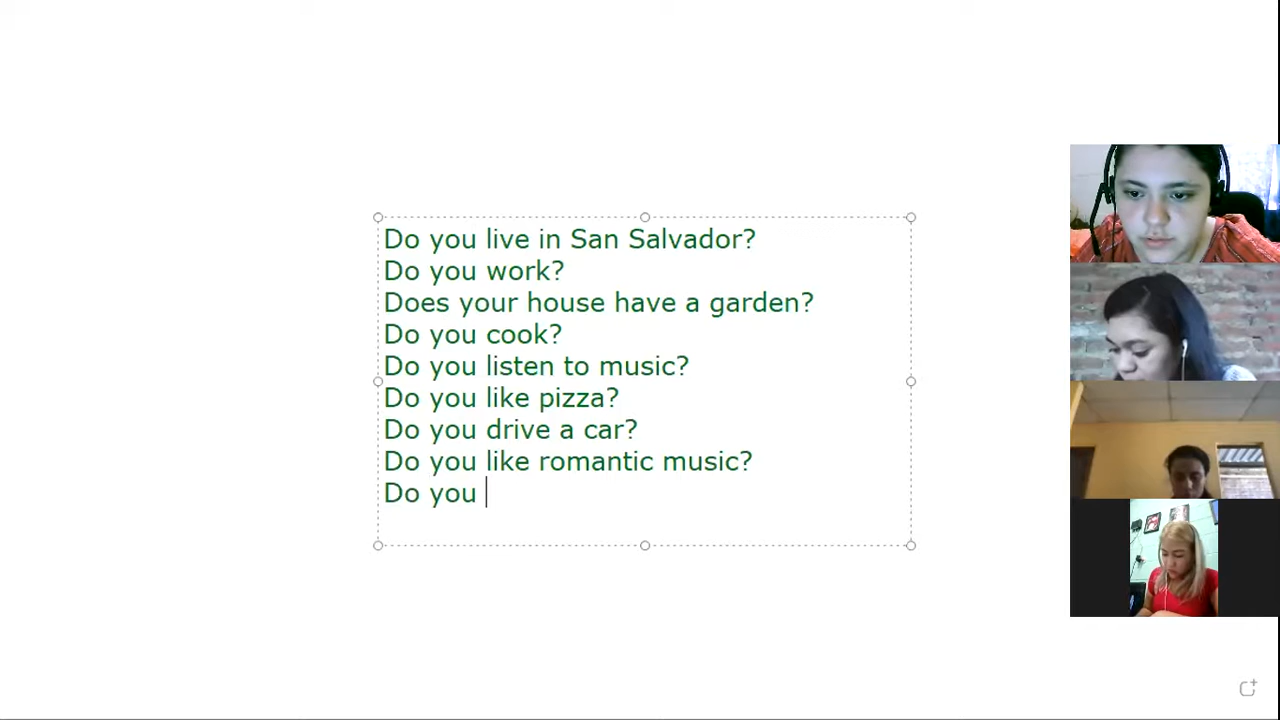 Do you live in San Salvador?
Do you work?
Does your house have a garden?
Do you cook?
Do you listen to music?
Do you like pizza?
Do you drive a car?
Do you like romantic music?
Do you